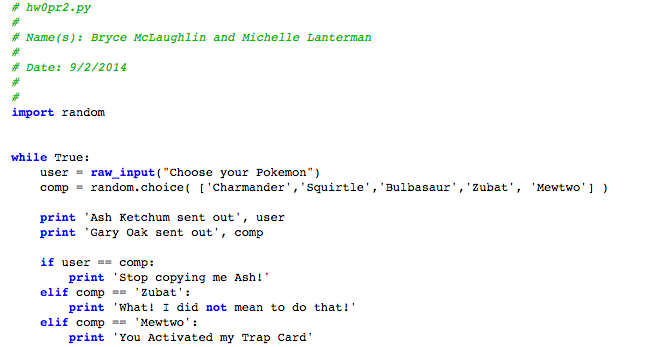 # hw0pr2.py
#
# Name(s): Bryce McLaughlin and Michelle Lanterman
#
# Date: 9/2/2014
#
#
import random
while True:
    user = raw_input("Choose your Pokemon")
    comp = random.choice( ['Charmander','Squirtle','Bulbasaur','Zubat', 'Mewtwo'] )
    print 'Ash Ketchum sent out', user
    print 'Gary Oak sent out', comp
    if user == comp:
        print 'Stop copying me Ash!'
    elif comp == 'Zubat':
        print 'What! I did not mean to do that!'
    elif comp == 'Mewtwo':
        print 'You Activated my Trap Card'